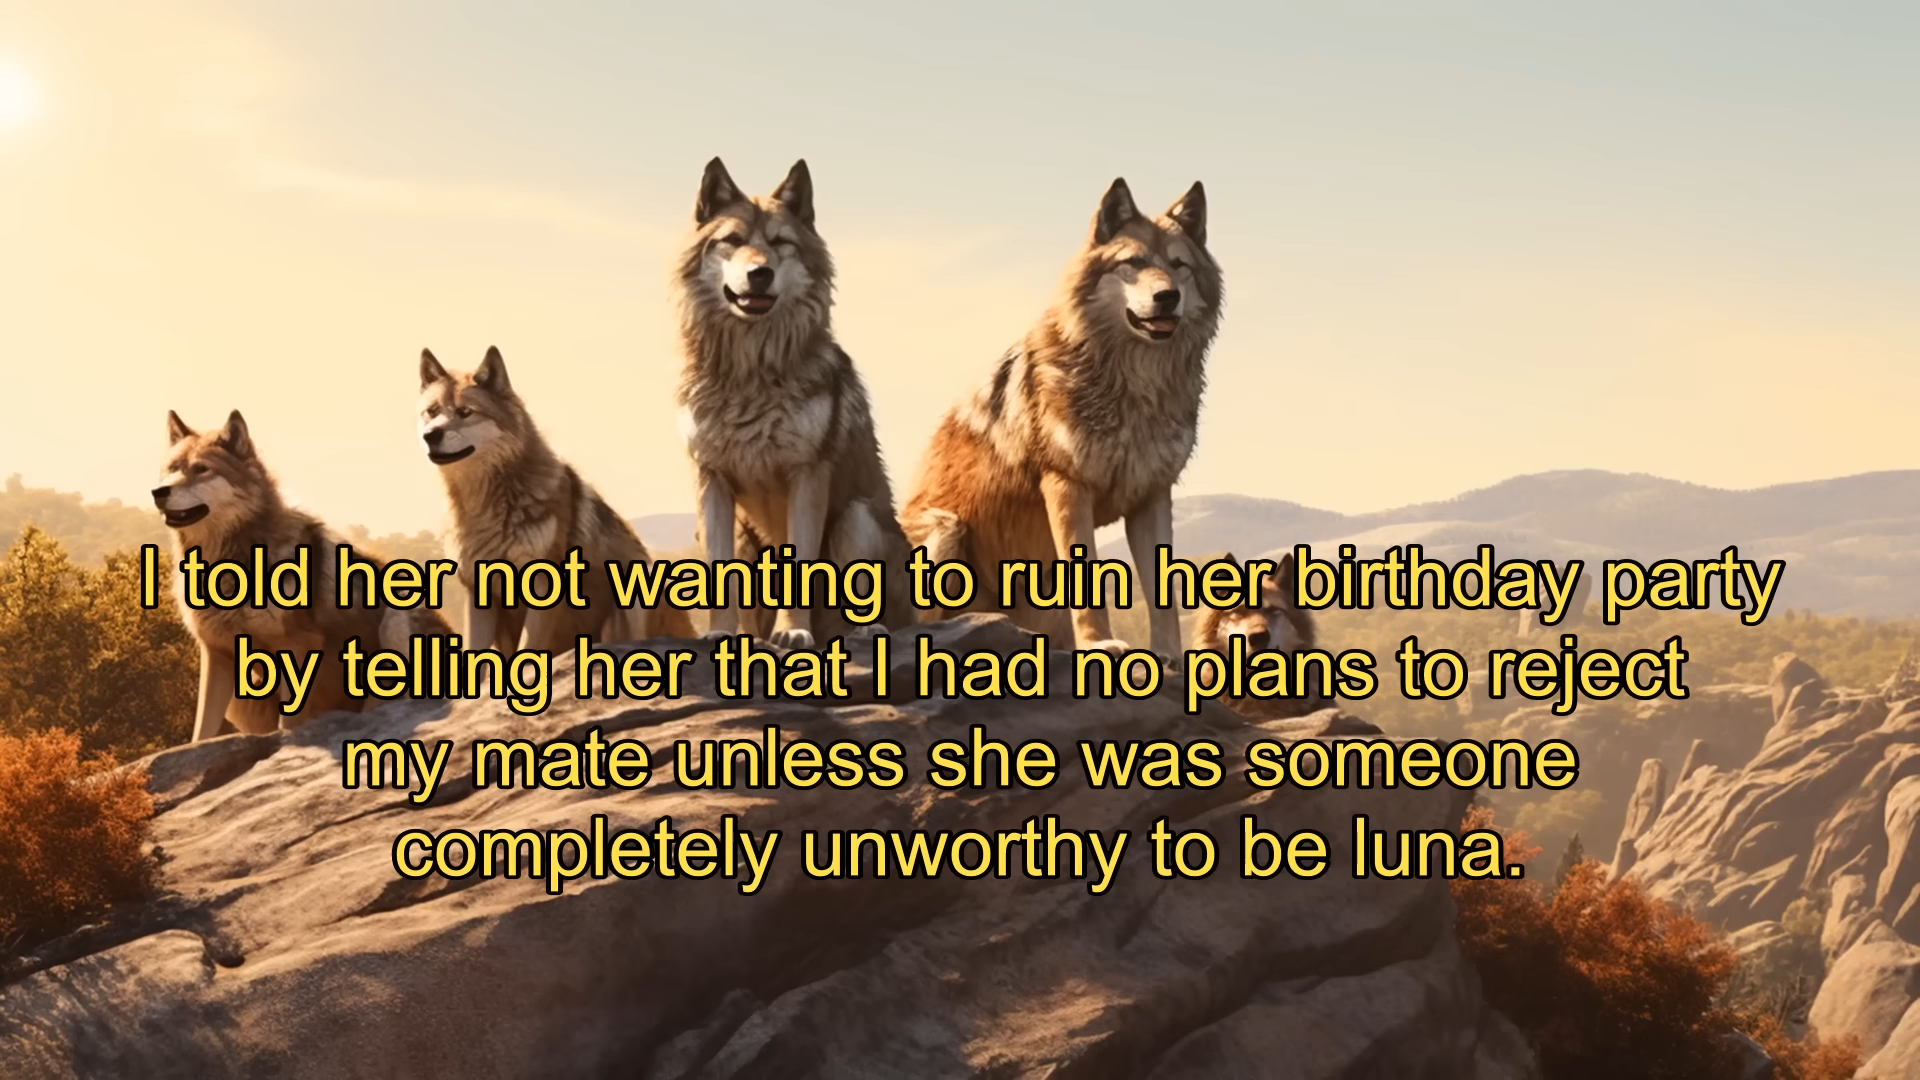 I told her not wanting to ruin her birthday party
by telling her that I had no plans to reject
my mate unless she was someone
completely unworthy to be luna.